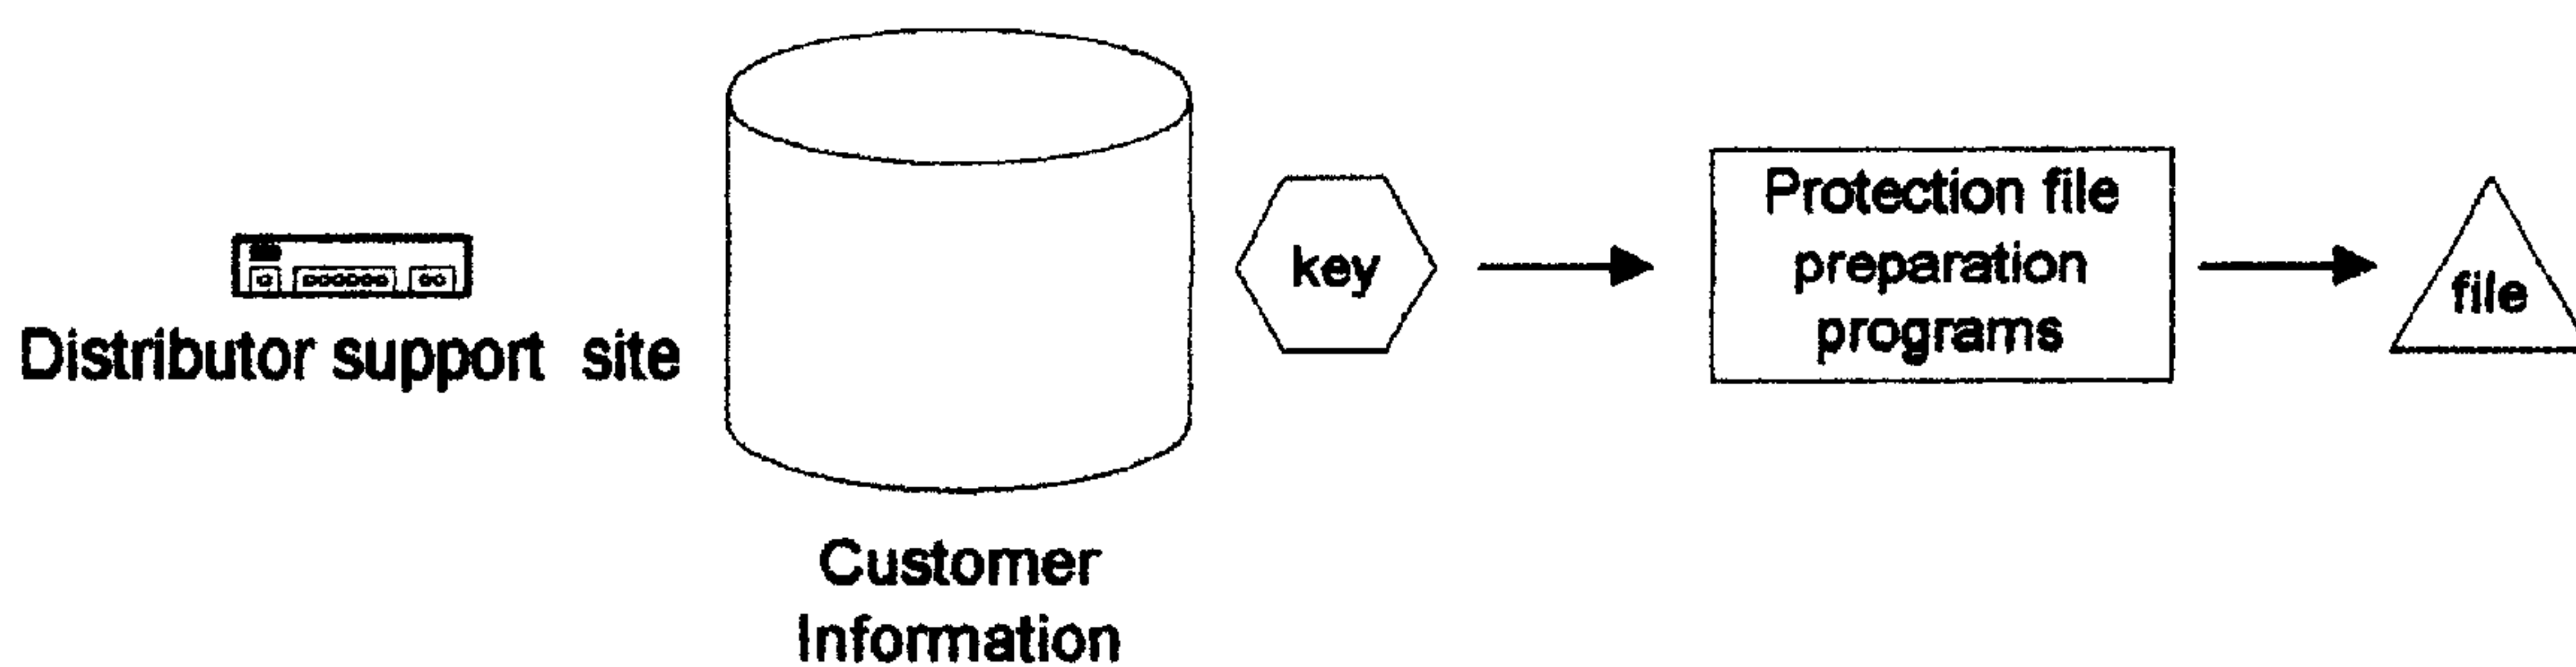 Distributor support site
Customer
Information
key
Protection file
preparation
programs
file